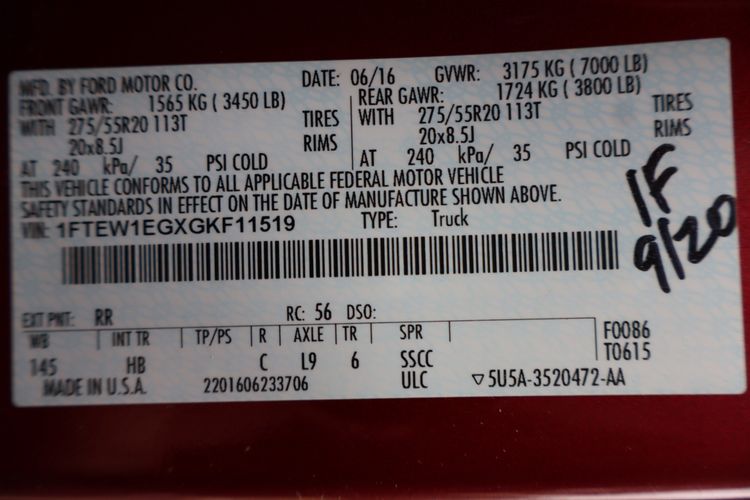 MFD. BY FORD MOTOR CO. DATE: 06/16 GVWR: 3175 KG ( 7000 LB)
FRONT GAWR: 1565 KG ( 3450 LB) REAR GAWR: 1724 KG ( 3800 LB)
WITH 275/55R20 113T TIRES WITH 275/55R20 113T TIRES
20x8.5J RIMS 20x8.5J RIMS
AT 240 kPa/ 35 PSI COLD AT 240 kPa/ 35 PSI COLD
THIS VEHICLE CONFORMS TO ALL APPLICABLE FEDERAL MOTOR VEHICLE
SAFETY STANDARDS IN EFFECT ON THE DATE OF MANUFACTURE SHOWN ABOVE.
VIN: 1FTEW1EGXGKF11519 TYPE: Truck
1F
9/20
EXT PNT: RR RC: 56 DSO:
WB INT TR TP/PS R AXLE TR SPR F0086
145 HB C L9 6 SSCC T0615
MADE IN U.S.A. 2201606233706 ULC ▽5U5A-3520472-AA